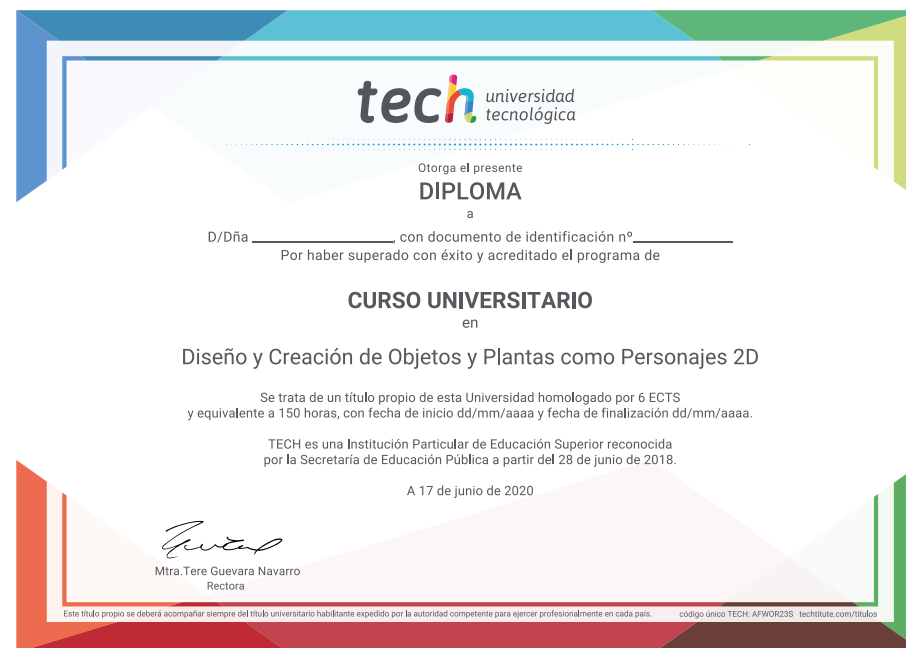 tech universidad
tecnológica
Otorga el presente
DIPLOMA
a
D/Dña ____________________, con documento de identificación nº______________
Por haber superado con éxito y acreditado el programa de
CURSO UNIVERSITARIO
en
Diseño y Creación de Objetos y Plantas como Personajes 2D
Se trata de un título propio de esta Universidad homologado por 6 ECTS
y equivalente a 150 horas, con fecha de inicio dd/mm/aaaa y fecha de finalización dd/mm/aaaa.
TECH es una Institución Particular de Educación Superior reconocida
por la Secretaría de Educación Pública a partir del 28 de junio de 2018.
A 17 de junio de 2020
Mtra.Tere Guevara Navarro
Rectora
Este título propio se deberá acompañar siempre del título universitario habilitante expedido por la autoridad competente para ejercer profesionalmente en cada país. código único TECH: AFWOR23S techtitute.com/titulos